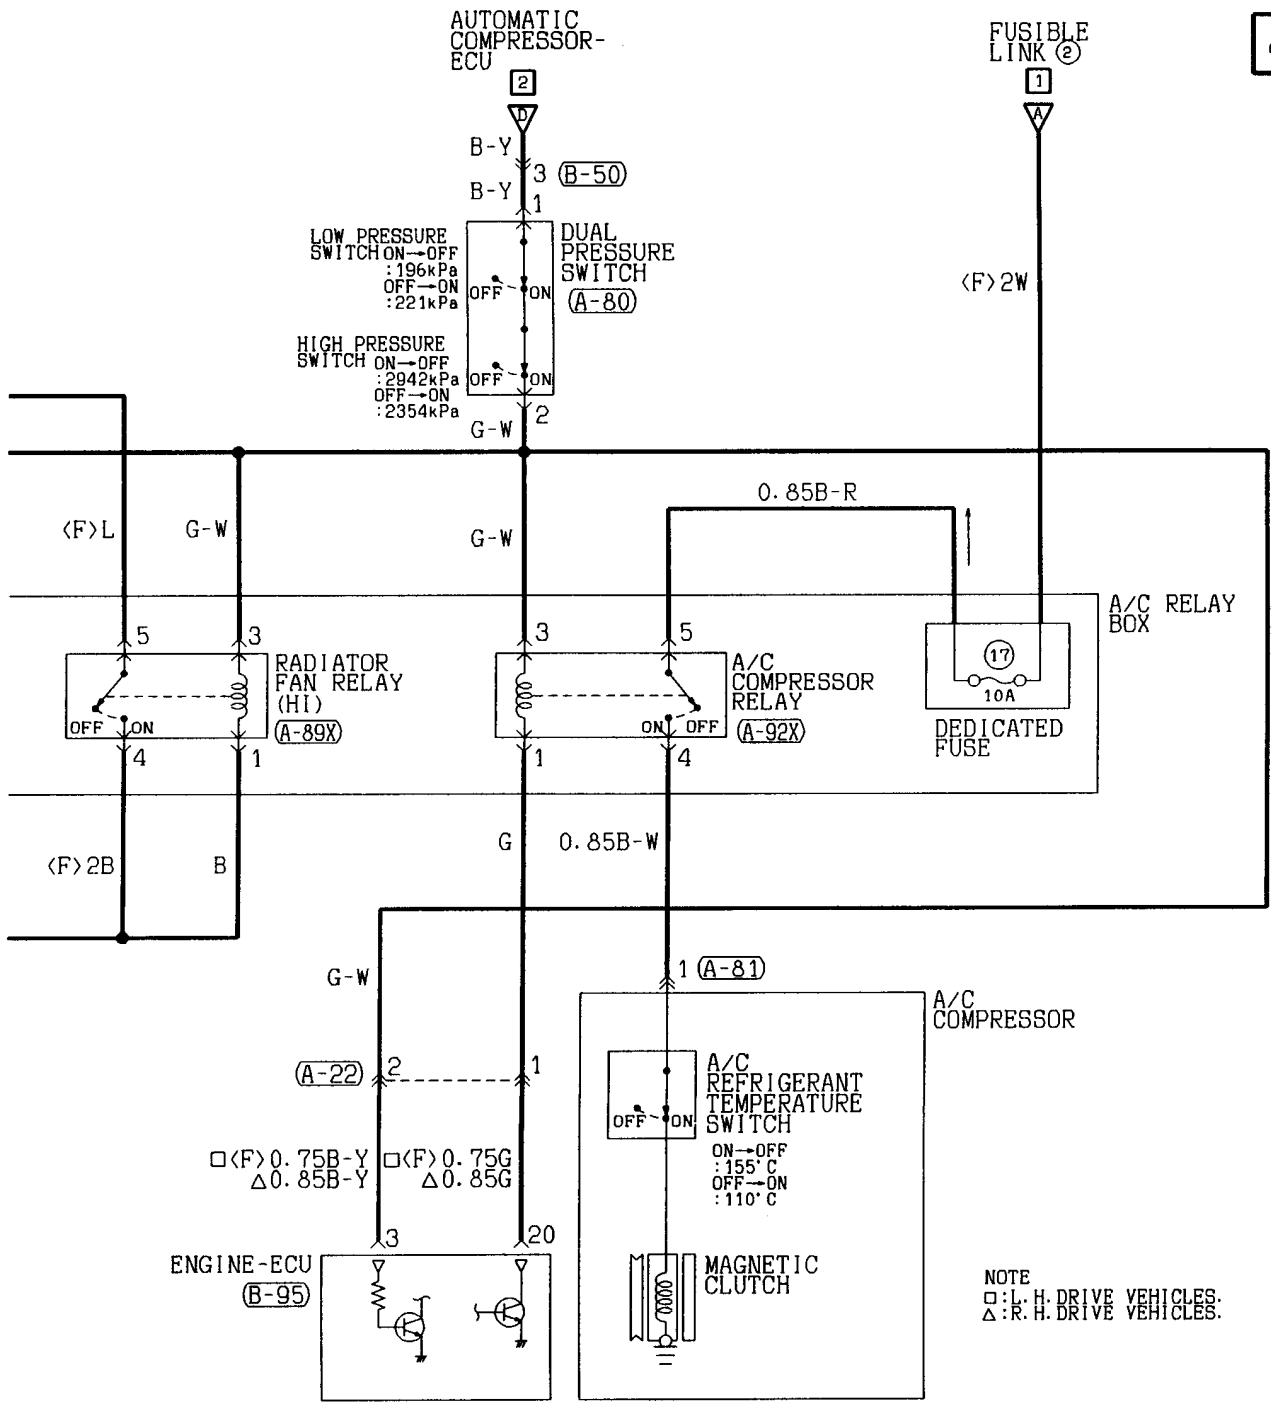 AUTOMATIC
COMPRESSOR-
ECU
2
D
B-Y
3 B-50
B-Y
1
FUSIBLE
LINK ②
1
A
<F>2W
LOW PRESSURE
SWITCH ON→OFF
:196kPa
OFF→ON
:221kPa
HIGH PRESSURE
SWITCH ON→OFF
:2942kPa
OFF→ON
:2354kPa
OFF ON
OFF ON
DUAL
PRESSURE
SWITCH
A-80
2
G-W
<F>L
G-W
G-W
0.85B-R
A/C RELAY
BOX
5 3
OFF ON
4 1
RADIATOR
FAN RELAY
(HI)
A-89X
3 5
ON OFF
1 4
A/C
COMPRESSOR
RELAY
A-92X
17
10A
DEDICATED
FUSE
<F>2B
B
G
0.85B-W
G-W
1 A-81
A/C
COMPRESSOR
A-22 2 1
A/C
REFRIGERANT
TEMPERATURE
SWITCH
OFF ON
ON→OFF
:155°C
OFF→ON
:110°C
□<F>0.75B-Y □<F>0.75G
△0.85B-Y △0.85G
3 20
ENGINE-ECU
B-95
MAGNETIC
CLUTCH
NOTE
□:L.H.DRIVE VEHICLES.
△:R.H.DRIVE VEHICLES.